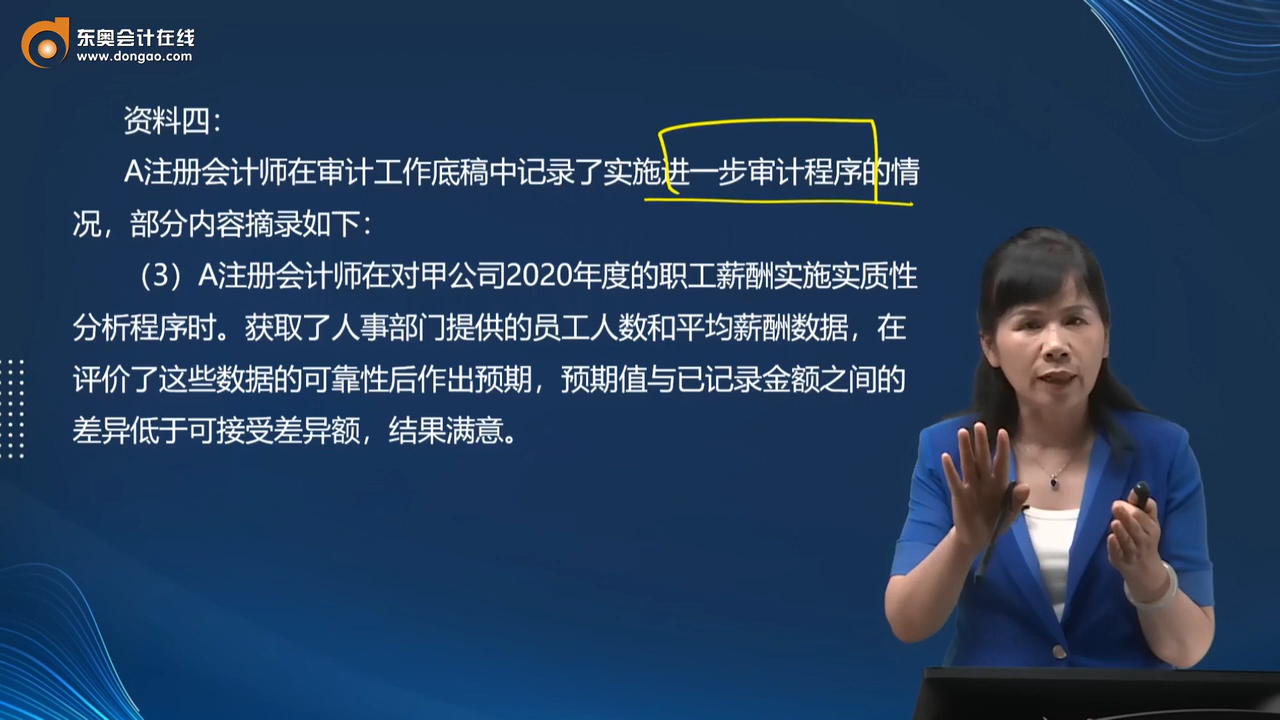 东奥会计在线
www.dongao.com
资料四：
A注册会计师在审计工作底稿中记录了实施进一步审计程序的情
况，部分内容摘录如下：
（3）A注册会计师在对甲公司2020年度的职工薪酬实施实质性
分析程序时。获取了人事部门提供的员工人数和平均薪酬数据，在
评价了这些数据的可靠性后作出预期，预期值与已记录金额之间的
差异低于可接受差异额，结果满意。